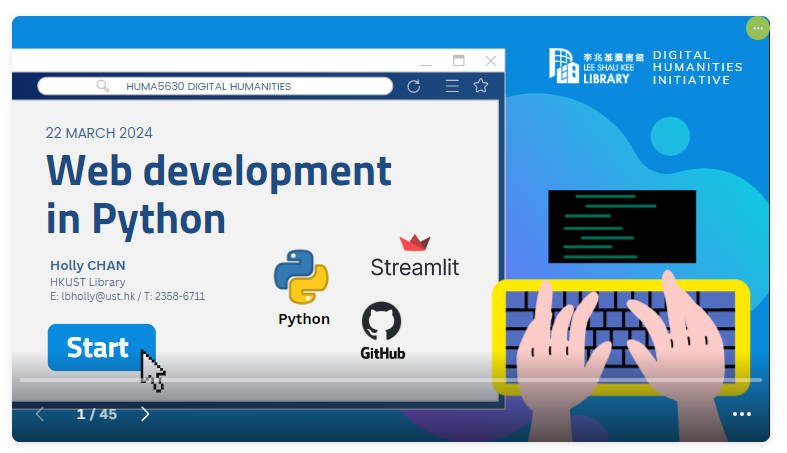 HUMA5630 DIGITAL HUMANITIES
李兆基圖書館
LEE SHAU KEE
LIBRARY
DIGITAL
HUMANITIES
INITIATIVE
22 MARCH 2024
Web development
in Python
Holly CHAN
HKUST Library
E: lbholly@ust.hk / T: 2358-6711
Python
Streamlit
GitHub
Start
1 / 45